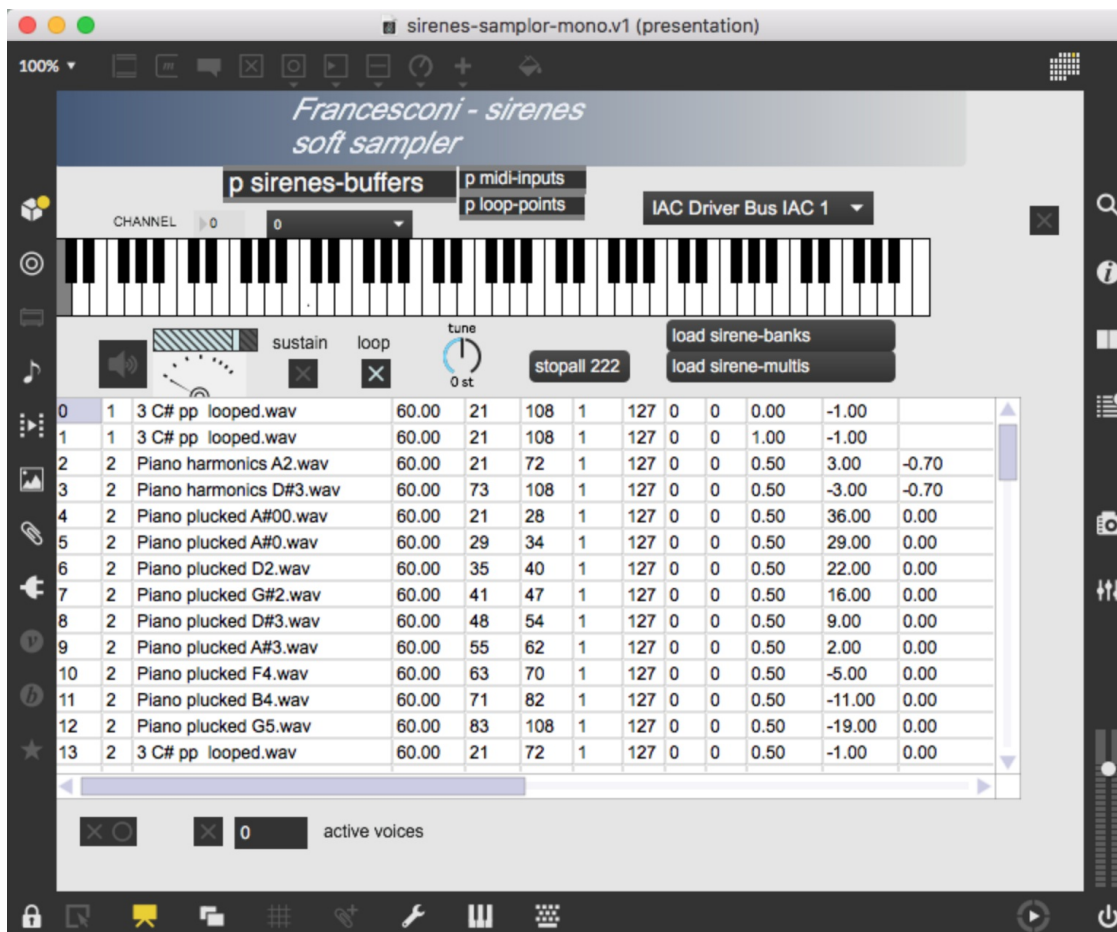 sirenes-samplor-mono.v1 (presentation)
100%
Francesconi - sirenes
soft sampler
p sirenes-buffers
p midi-inputs
p loop-points
IAC Driver Bus IAC 1
CHANNEL 0 0
sustain loop
tune
0 st
stopall 222
load sirene-banks
load sirene-multis
0 1 3 C# pp looped.wav 60.00 21 108 1 127 0 0 0.00 -1.00
1 1 3 C# pp looped.wav 60.00 21 108 1 127 0 0 1.00 -1.00
2 2 Piano harmonics A2.wav 60.00 21 72 1 127 0 0 0.50 3.00 -0.70
3 2 Piano harmonics D#3.wav 60.00 73 108 1 127 0 0 0.50 -3.00 -0.70
4 2 Piano plucked A#00.wav 60.00 21 28 1 127 0 0 0.50 36.00 0.00
5 2 Piano plucked A#0.wav 60.00 29 34 1 127 0 0 0.50 29.00 0.00
6 2 Piano plucked D2.wav 60.00 35 40 1 127 0 0 0.50 22.00 0.00
7 2 Piano plucked G#2.wav 60.00 41 47 1 127 0 0 0.50 16.00 0.00
8 2 Piano plucked D#3.wav 60.00 48 54 1 127 0 0 0.50 9.00 0.00
9 2 Piano plucked A#3.wav 60.00 55 62 1 127 0 0 0.50 2.00 0.00
10 2 Piano plucked F4.wav 60.00 63 70 1 127 0 0 0.50 -5.00 0.00
11 2 Piano plucked B4.wav 60.00 71 82 1 127 0 0 0.50 -11.00 0.00
12 2 Piano plucked G5.wav 60.00 83 108 1 127 0 0 0.50 -19.00 0.00
13 2 3 C# pp looped.wav 60.00 21 72 1 127 0 0 0.50 -1.00 0.00
0 active voices